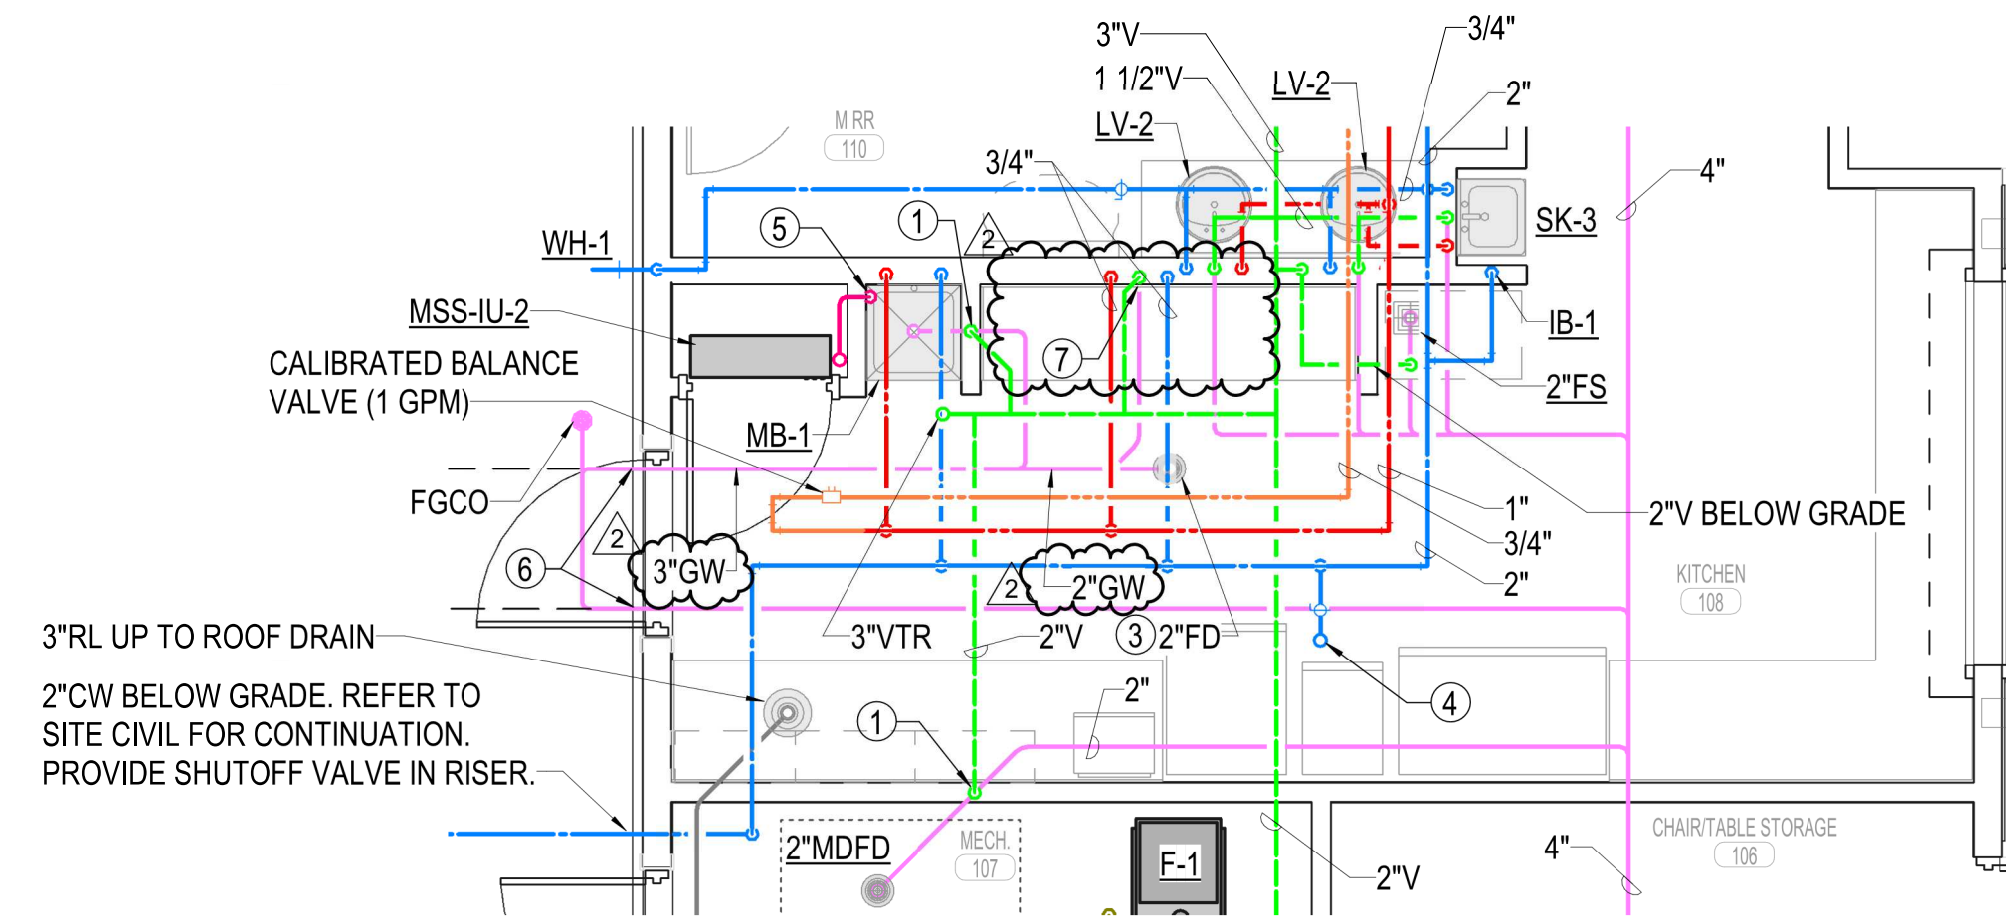 3"V
3/4"
1 1/2"V
LV-2
2"
LV-2
MRR
110
3/4"
4"
5
1
2
SK-3
WH-1
MSS-IU-2
IB-1
CALIBRATED BALANCE
VALVE (1 GPM)
7
2"FS
MB-1
FGCO
1"
2"V BELOW GRADE
2
3/4"
6
3"GW
2
2"GW
2"
KITCHEN
108
3"RL UP TO ROOF DRAIN
3"VTR
2"V
3
2"FD
2"CW BELOW GRADE. REFER TO
SITE CIVIL FOR CONTINUATION.
PROVIDE SHUTOFF VALVE IN RISER.
2"
4
1
2"MDFD
MECH.
107
F-1
2"V
4"
CHAIR/TABLE STORAGE
106